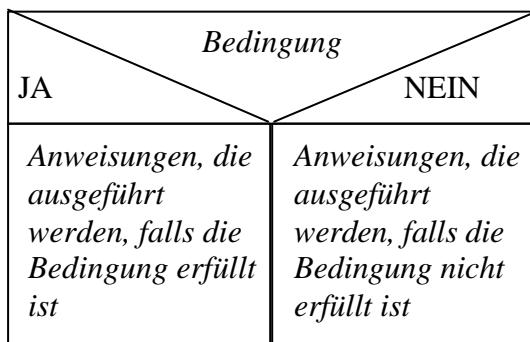 Bedingung
JA
NEIN
Anweisungen, die
ausgeführt
werden, falls die
Bedingung erfüllt
ist
Anweisungen, die
ausgeführt
werden, falls die
Bedingung nicht
erfüllt ist